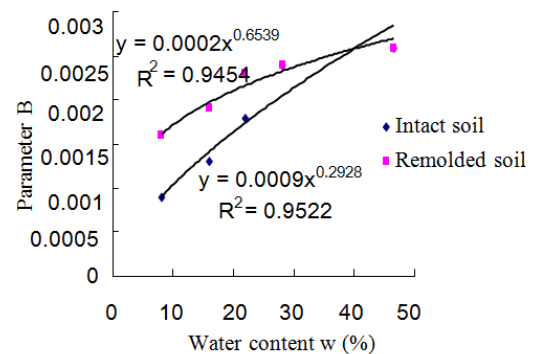 0.003
0.0025
0.002
0.0015
0.001
0.0005
0
Parameter B
y = 0.0002x^0.6539
R^2 = 0.9454
y = 0.0009x^0.2928
R^2 = 0.9522
Intact soil
Remolded soil
0 10 20 30 40 50
Water content w (%)